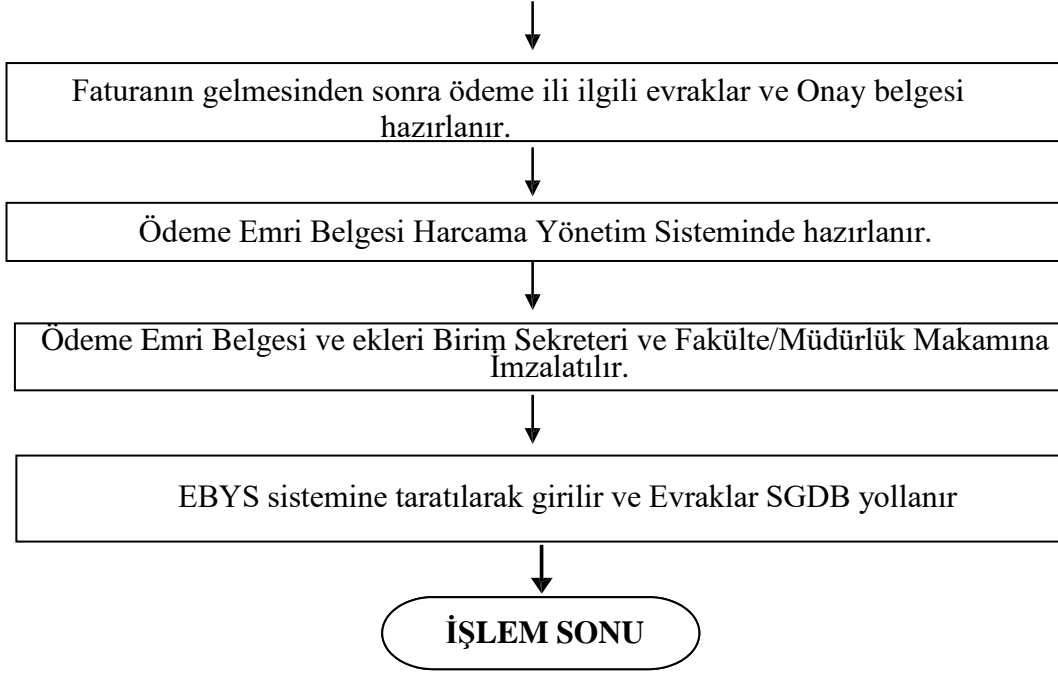 Faturanın gelmesinden sonra ödeme ili ilgili evraklar ve Onay belgesi
hazırlanır.
Ödeme Emri Belgesi Harcama Yönetim Sisteminde hazırlanır.
Ödeme Emri Belgesi ve ekleri Birim Sekreteri ve Fakülte/Müdürlük Makamına
İmzalatılır.
EBYS sistemine taratılarak girilir ve Evraklar SGDB yollanır
İŞLEM SONU